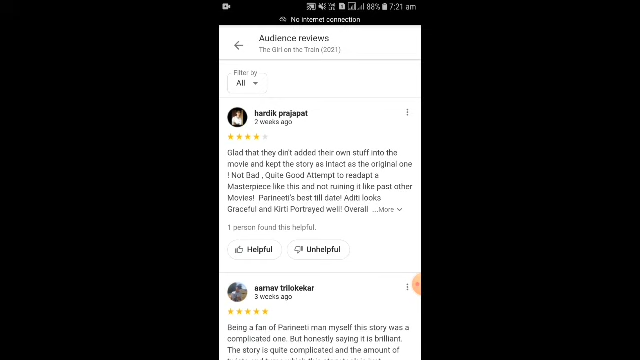 88% 7:21 am
No internet connection
Audience reviews
The Girl on the Train (2021)
Filter by
All
hardik prajapat
2 weeks ago
Glad that they din't added their own stuff into the
movie and kept the story as intact as the original one
! Not Bad , Quite Good Attempt to readapt a
Masterpiece like this and not ruining it like past other
Movies! Parineeti's best till date! Aditi looks
Graceful and Kirti Portrayed well! Overall ...More
1 person found this helpful.
Helpful Unhelpful
aarnav trilokekar
3 weeks ago
Being a fan of Parineeti man myself this story was a
complicated one. But honestly saying it is brilliant.
The story is quite complicated and the amount of